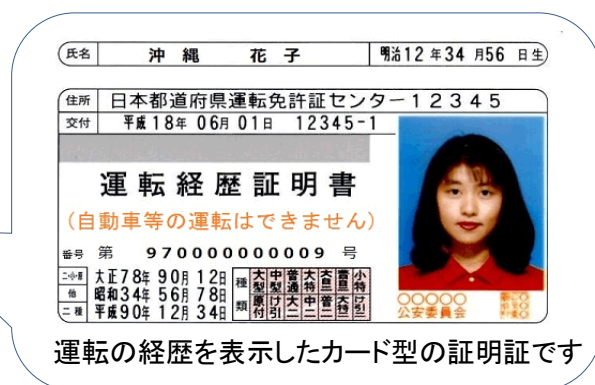 氏名 沖縄 花子 明治12年34月56日生
住所 日本都道府県運転免許証センター12345
交付 平成18年06月01日 12345-1
運転経歴証明書
(自動車等の運転はできません)
番号 第 970000000009 号
二・小・原 大正78年90月12日
他 昭和34年56月78日
二種 平成90年12月34日
種類
大型 中型 普通 大特 大自二 普自二 小特
原付 け引 大二 中二 普二 大特二 け引二
○○○○○
公安委員会
運転の経歴を表示したカード型の証明証です